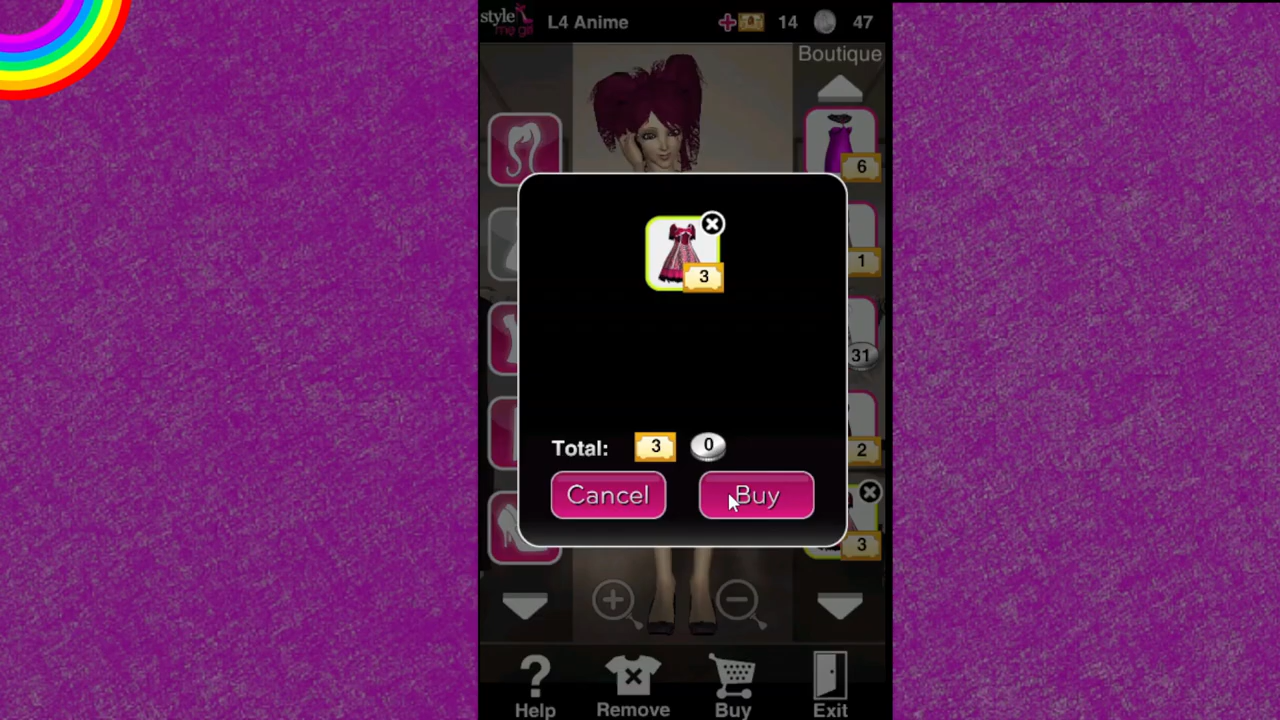 style
me girl
L4 Anime
14
47
Boutique
6
1
31
2
3
3
Total:
3
0
Cancel
Buy
Help
Remove
Buy
Exit